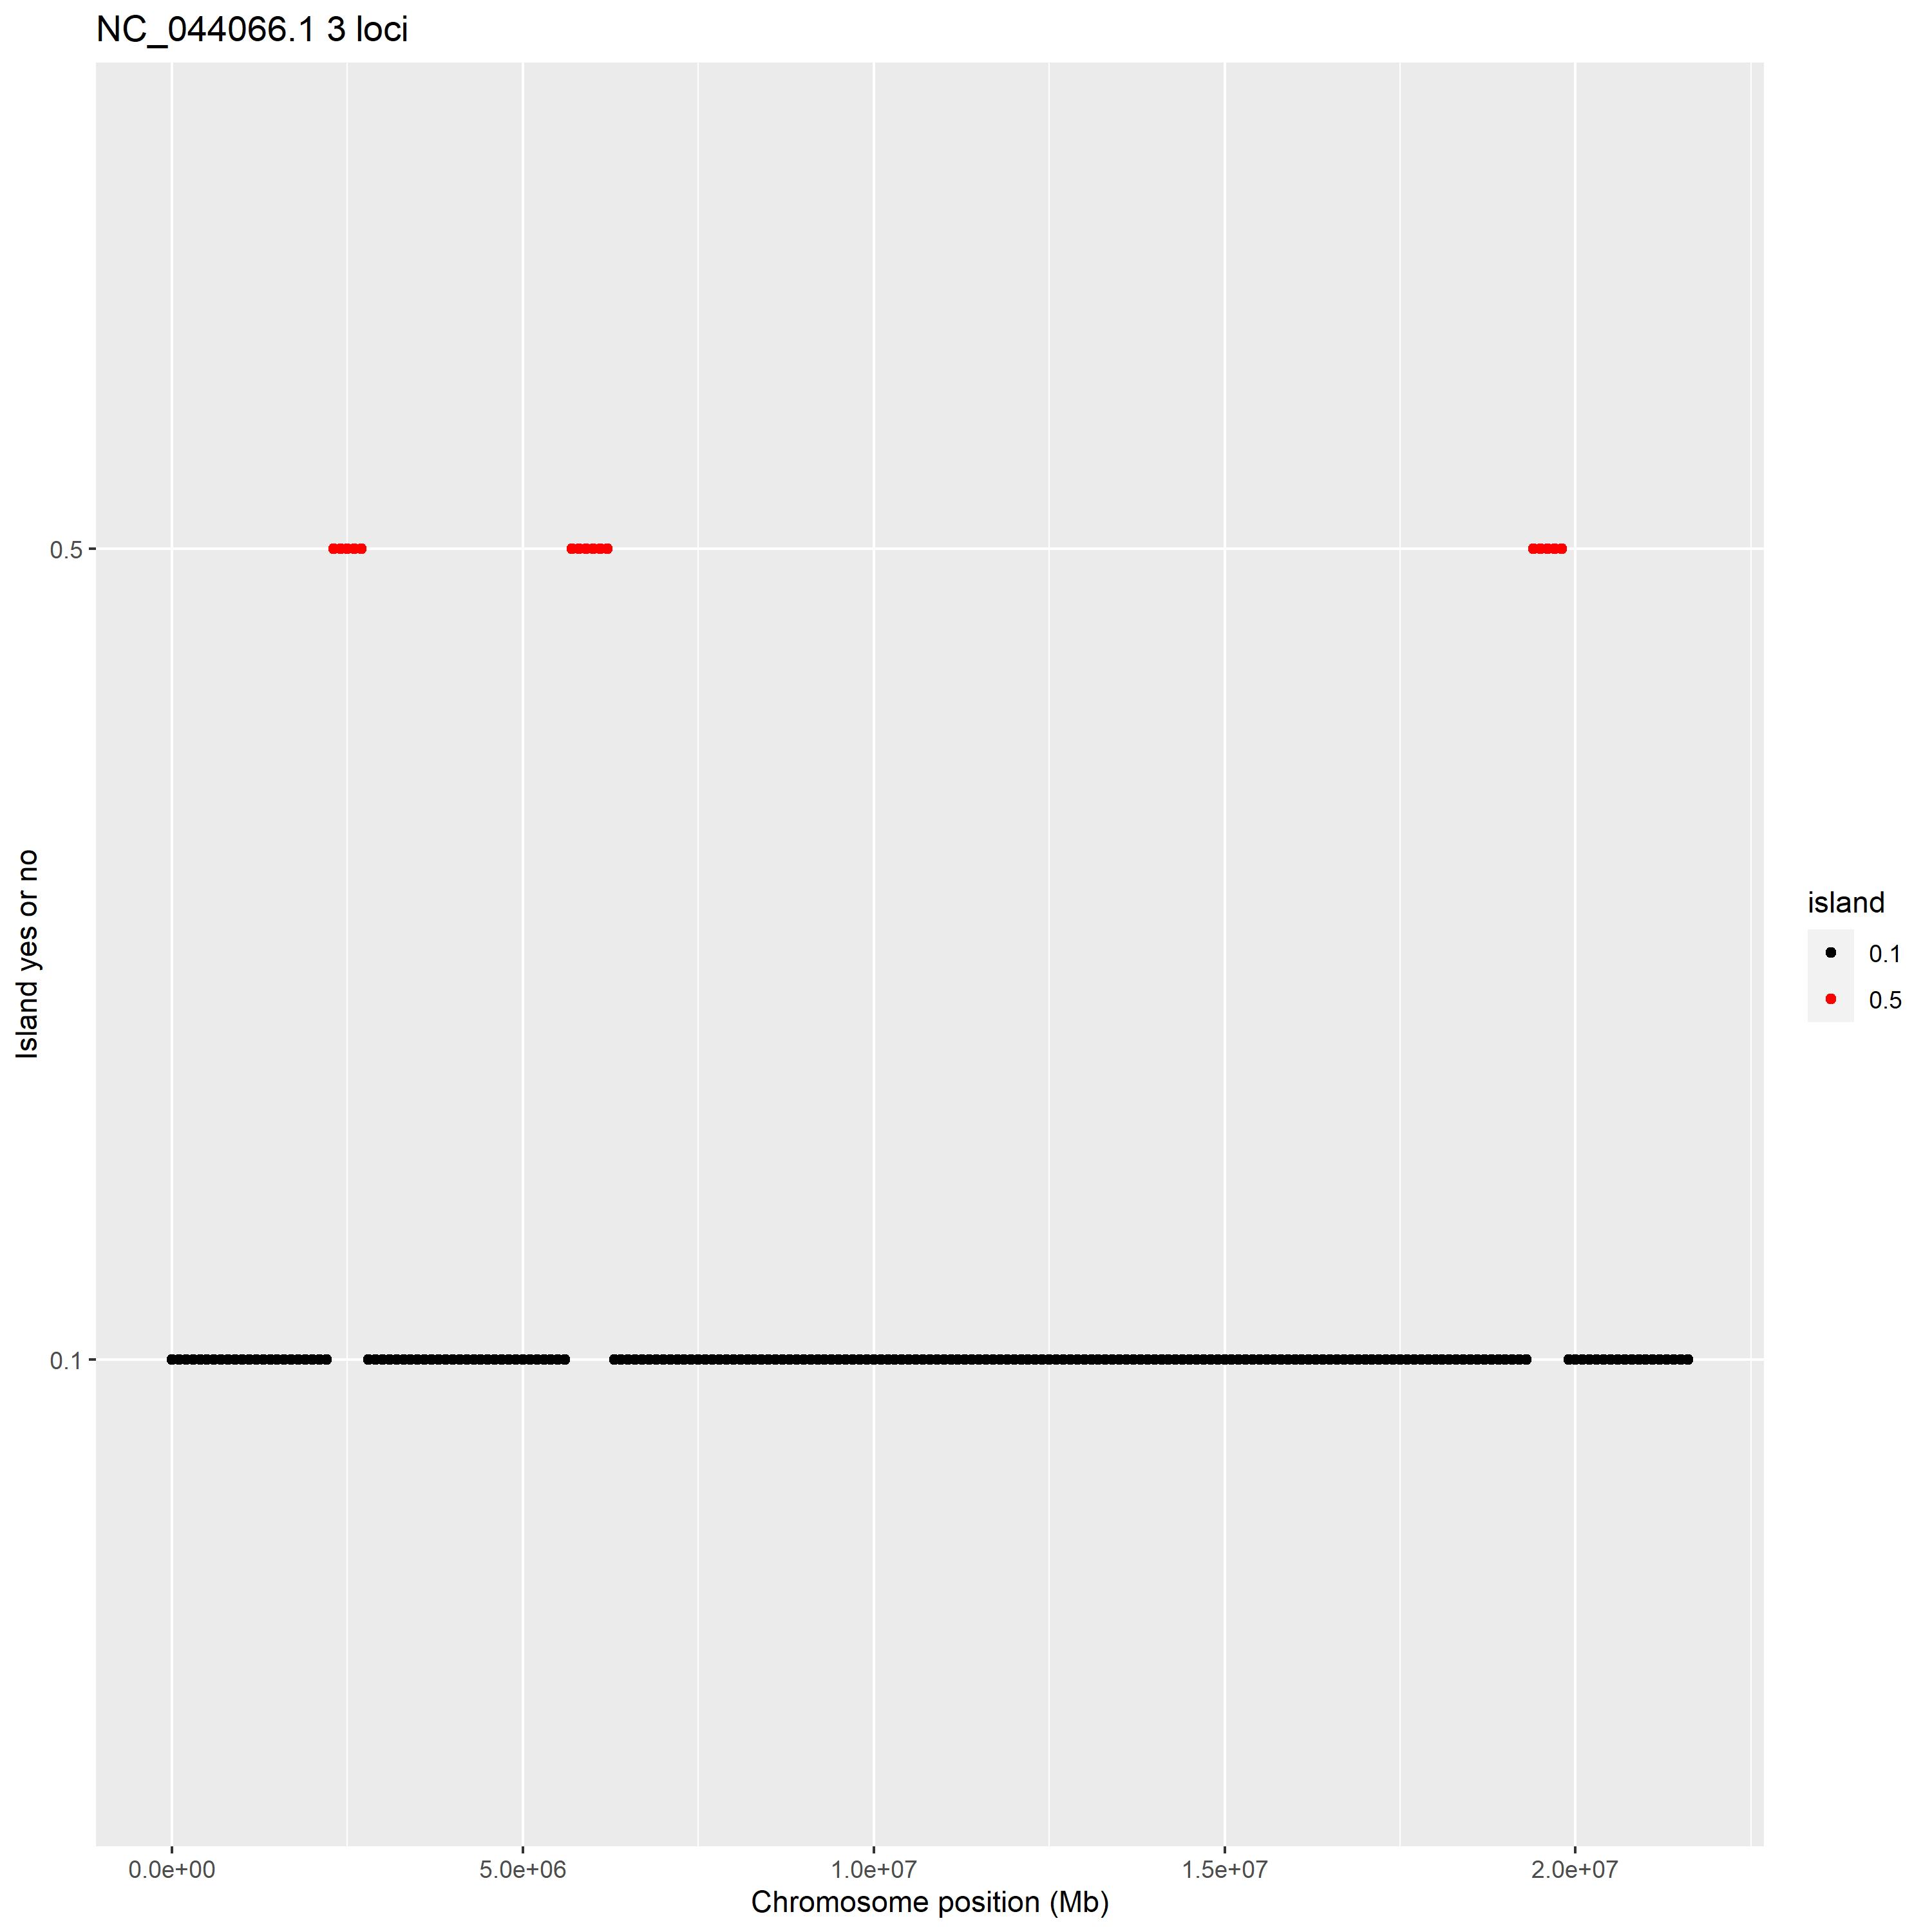 NC_044066.1 3 loci
Island yes or no
0.5
0.1
0.0e+00
5.0e+06
1.0e+07
1.5e+07
2.0e+07
Chromosome position (Mb)
island
0.1
0.5